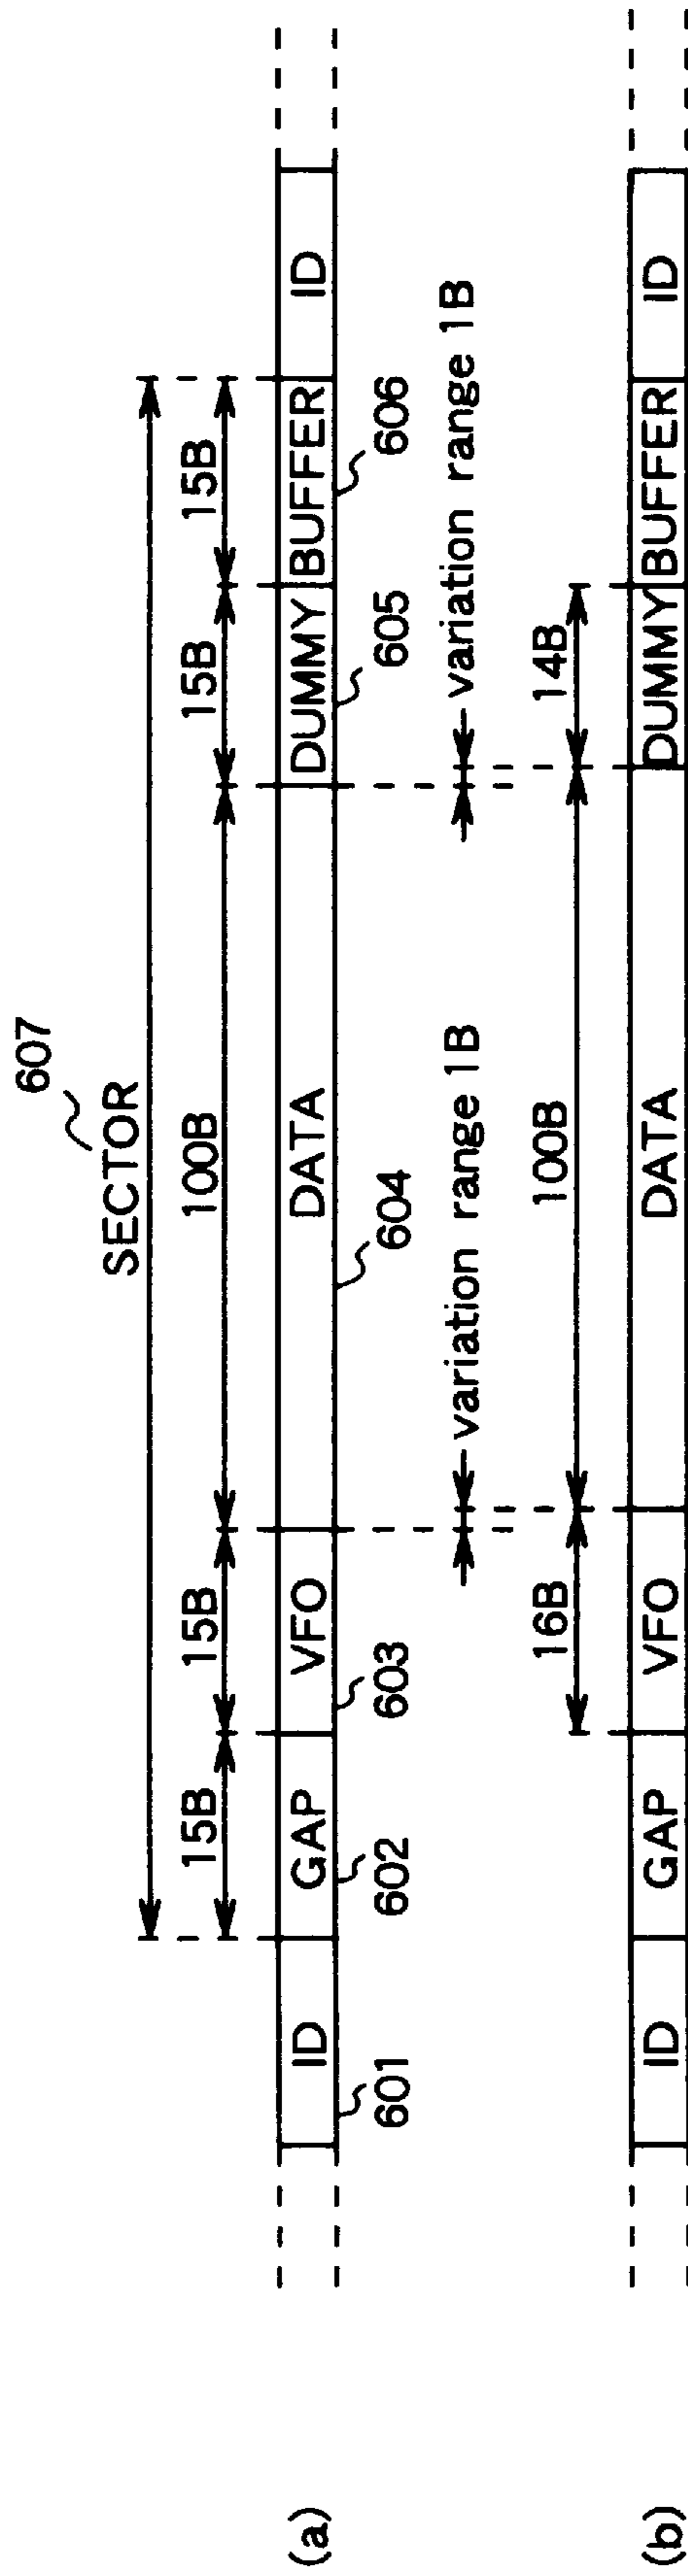 607
SECTOR
15B 15B 100B 15B 15B
ID GAP VFO DATA DUMMY BUFFER ID
601 602 603 604 605 606
variation range 1B variation range 1B
16B 100B 14B
ID GAP VFO DATA DUMMY BUFFER ID
(a)
(b)